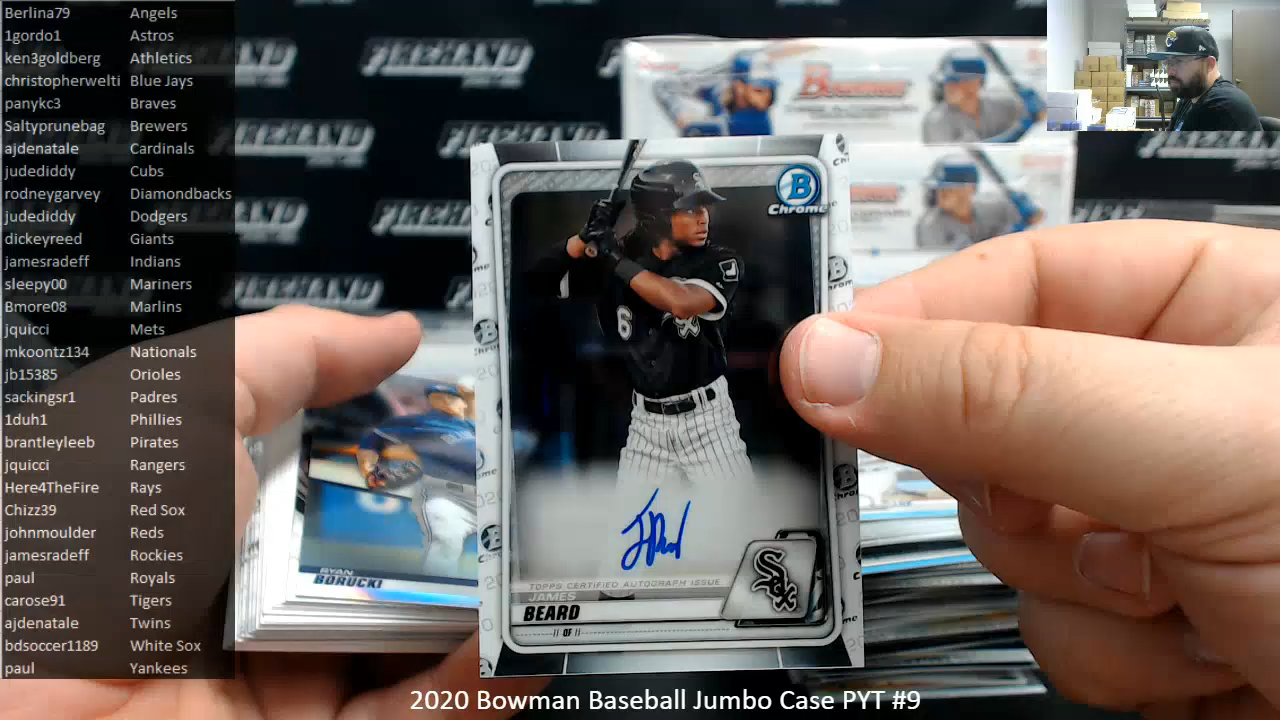 Berlina79 Angels
1gordo1 Astros
ken3goldberg Athletics
christopherwelti Blue Jays
panykc3 Braves
Saltyprunebag Brewers
ajdenatale Cardinals
judediddy Cubs
rodneygarvey Diamondbacks
judediddy Dodgers
dickeyreed Giants
jamesradeff Indians
sleepy00 Mariners
Bmore08 Marlins
jquicci Mets
mkoontz134 Nationals
jb15385 Orioles
sackingsr1 Padres
1duh1 Phillies
brantleyleeb Pirates
jquicci Rangers
Here4TheFire Rays
Chizz39 Red Sox
johnmoulder Reds
jamesradeff Rockies
paul Royals
carose91 Tigers
ajdenatale Twins
bdsoccer1189 White Sox
paul Yankees
FIREHAND
Bowman
B
Chrome
6
TOPPS CERTIFIED AUTOGRAPH ISSUE
JAMES
BEARD
OF
Sox
RYAN
BORUCKI
2020 Bowman Baseball Jumbo Case PYT #9